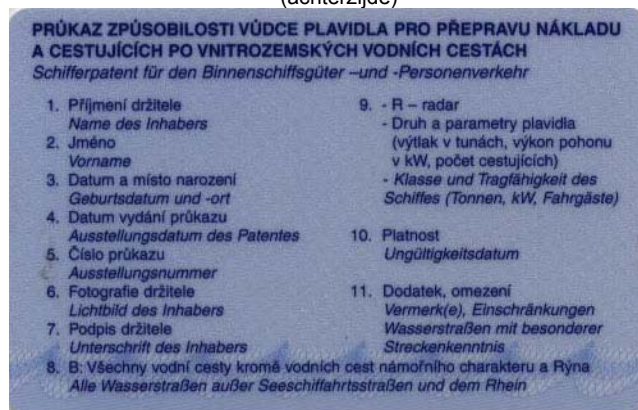 (achterzijde)
PRŮKAZ ZPŮSOBILOSTI VŮDCE PLAVIDLA PRO PŘEPRAVU NÁKLADU
A CESTUJÍCÍCH PO VNITROZEMSKÝCH VODNÍCH CESTÁCH
Schifferpatent für den Binnenschiffsgüter –und -Personenverkehr
1. Příjmení držitele
Name des Inhabers
2. Jméno
Vorname
3. Datum a místo narození
Geburtsdatum und -ort
4. Datum vydání průkazu
Ausstellungsdatum des Patentes
5. Číslo průkazu
Ausstellungsnummer
6. Fotografie držitele
Lichtbild des Inhabers
7. Podpis držitele
Unterschrift des Inhabers
8. B: Všechny vodní cesty kromě vodních cest námořního charakteru a Rýna
Alle Wasserstraßen außer Seeschiffahrtsstraßen und dem Rhein
9. - R – radar
- Druh a parametry plavidla
(výtlak v tunách, výkon pohonu
v kW, počet cestujících)
- Klasse und Tragfähigkeit des
Schiffes (Tonnen, kW, Fahrgäste)
10. Platnost
Ungültigkeitsdatum
11. Dodatek, omezení
Vermerk(e), Einschränkungen
Wasserstraßen mit besonderer
Streckenkenntnis